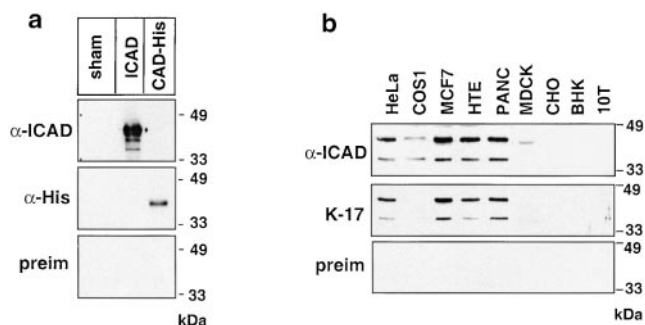 a
sham
ICAD
CAD-His
α-ICAD
49
33
α-His
49
33
preim
49
33
kDa
b
HeLa
COS1
MCF7
HTE
PANC
MDCK
CHO
BHK
10T
α-ICAD
49
33
K-17
49
33
preim
49
33
kDa